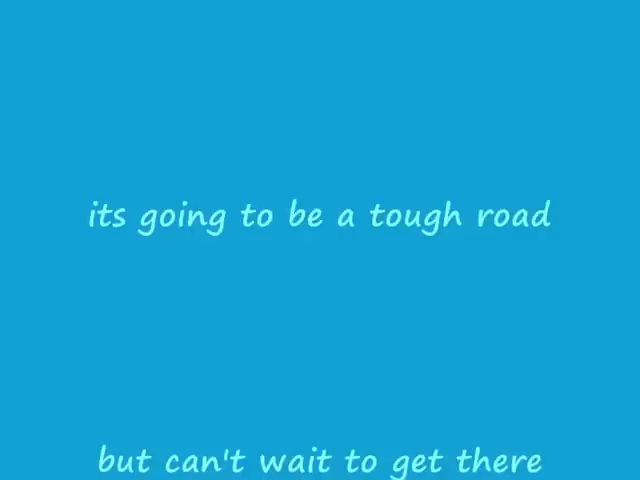 its going to be a tough road
but can't wait to get there